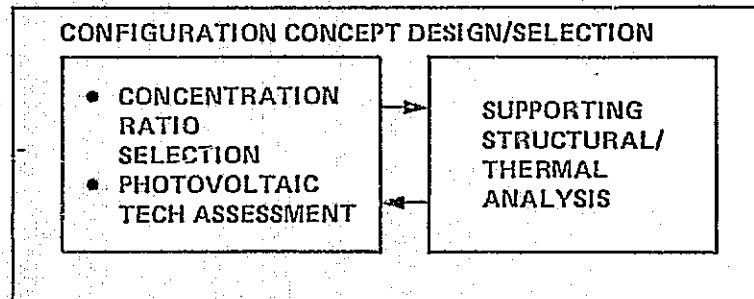 CONFIGURATION CONCEPT DESIGN/SELECTION
• CONCENTRATION
RATIO
SELECTION
• PHOTOVOLTAIC
TECH ASSESSMENT
SUPPORTING
STRUCTURAL/
THERMAL
ANALYSIS